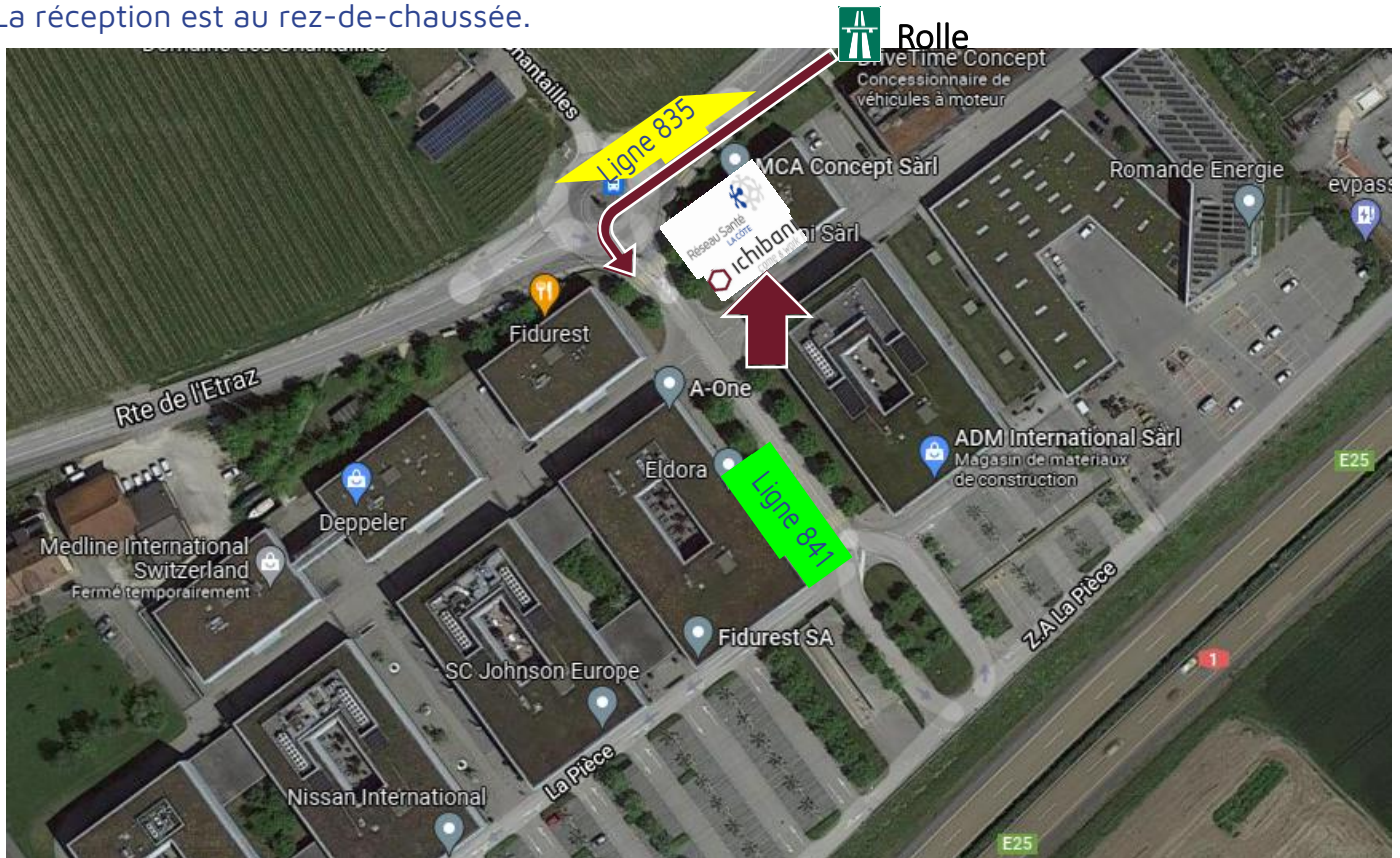 La réception est au rez-de-chaussée.
Rolle
DriveTime Concept
Concessionnaire de
véhicules à moteur
Ligne 835
MCA Concept Sàrl
Romande Energie
evpass
Réseau Santé
LA CÔTE
ichiban
come & work
Sàrl
Fidurest
Rte de l'Etraz
A-One
ADM International Sàrl
Magasin de materiaux
de construction
E25
Eldora
Ligne 841
Deppeler
Medline International
Switzerland
Fermé temporairement
Z.A La Pièce
Fidurest SA
1
SC Johnson Europe
La Pièce
Nissan International
E25